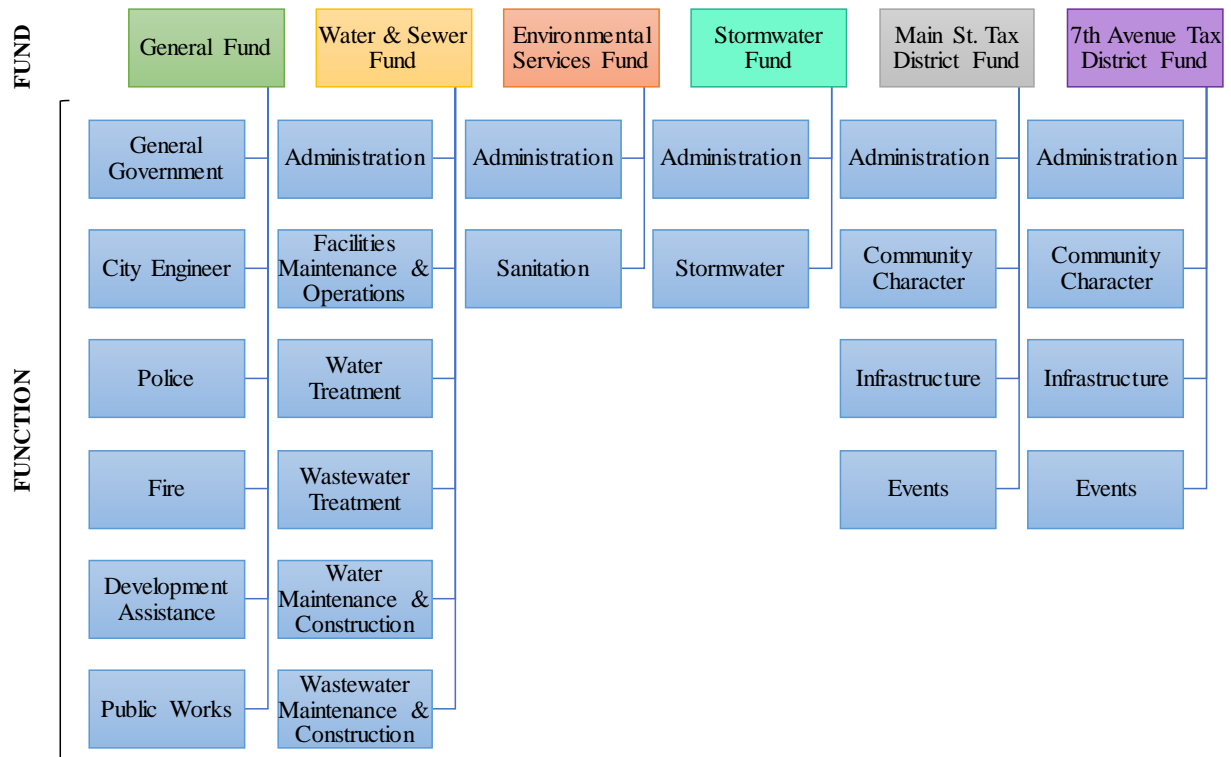 FUND
General Fund
Water & Sewer
Fund
Environmental
Services Fund
Stormwater
Fund
Main St. Tax
District Fund
7th Avenue Tax
District Fund
FUNCTION
General
Government
Administration
Administration
Administration
Administration
Administration
City Engineer
Facilities
Maintenance &
Operations
Sanitation
Stormwater
Community
Character
Community
Character
Police
Water
Treatment
Infrastructure
Infrastructure
Fire
Wastewater
Treatment
Events
Events
Development
Assistance
Water
Maintenance &
Construction
Public Works
Wastewater
Maintenance &
Construction